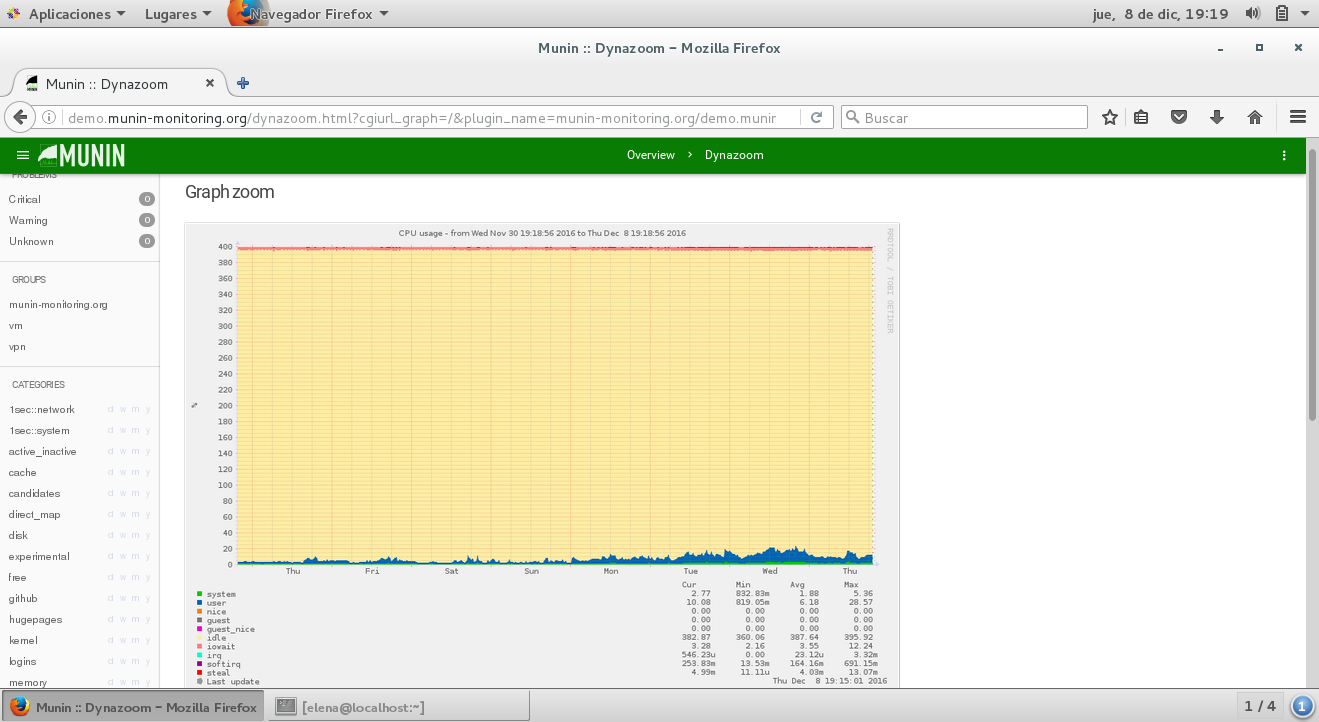 Aplicaciones Lugares Navegador Firefox jue, 8 de dic, 19:19
Munin :: Dynazoom - Mozilla Firefox
Munin :: Dynazoom
demo.munin-monitoring.org/dynazoom.html?cgiurl_graph=/&plugin_name=munin-monitoring.org/demo.munir Buscar
MUNIN Overview › Dynazoom
PROBLEMS
Critical 0
Warning 0
Unknown 0
GROUPS
munin-monitoring.org
vm
vpn
CATEGORIES
1sec::network d w m y
1sec::system d w m y
active_inactive d w m y
cache d w m y
candidates d w m y
direct_map d w m y
disk d w m y
experimental d w m y
free d w m y
github d w m y
hugepages d w m y
kernel d w m y
logins d w m y
memory d w m y
Graph zoom
CPU usage - from Wed Nov 30 19:18:56 2016 to Thu Dec 8 19:18:56 2016
RRDTOOL / TOBI OETIKER
400
380
360
340
320
300
280
260
240
220
200
180
160
140
120
100
80
60
40
20
0
%
Thu Fri Sat Sun Mon Tue Wed Thu
Cur Min Avg Max
system 2.77 832.83m 1.88 5.36
user 10.08 819.05m 6.18 28.57
nice 0.00 0.00 0.00 0.00
guest 0.00 0.00 0.00 0.00
guest_nice 0.00 0.00 0.00 0.00
idle 382.87 360.06 387.64 395.92
iowait 3.28 2.16 3.55 12.24
irq 546.23u 0.00 23.12u 3.32m
softirq 253.83m 13.53m 164.16m 691.15m
steal 4.99m 11.11u 4.03m 13.07m
Last update Thu Dec 8 19:15:01 2016
Munin :: Dynazoom - Mozilla Firefox [elena@localhost:~] 1 / 4 1